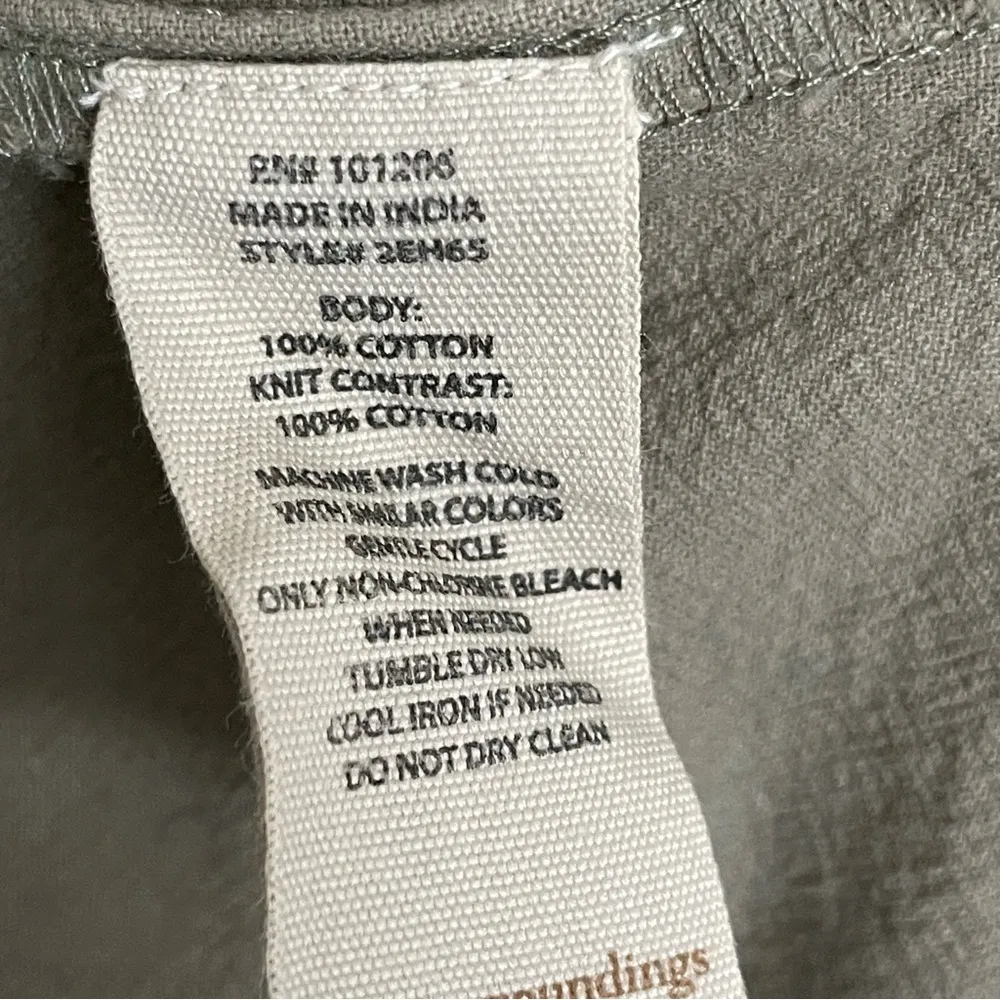 RN# 101206
MADE IN INDIA
STYLE# 2EH65
BODY:
100% COTTON
KNIT CONTRAST:
100% COTTON
MACHINE WASH COLD
WITH SIMILAR COLORS
GENTLE CYCLE
ONLY NON-CHLORINE BLEACH
WHEN NEEDED
TUMBLE DRY LOW
COOL IRON IF NEEDED
DO NOT DRY CLEAN
oundings